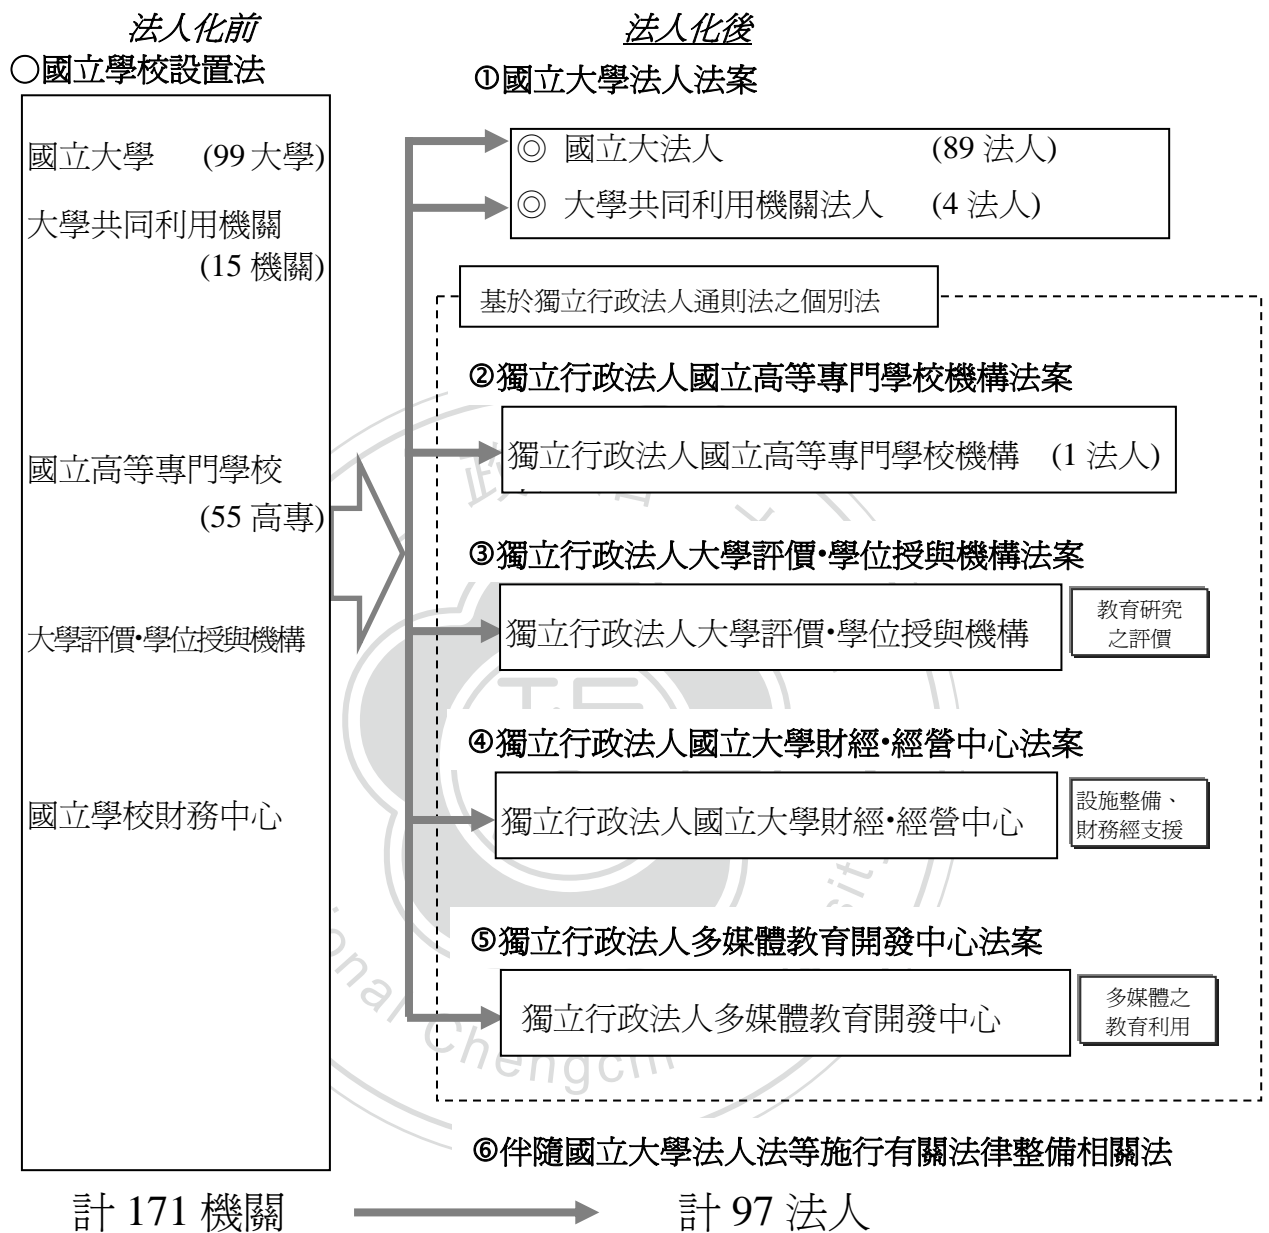 法人化前
○國立學校設置法
國立大學 (99大學)
大學共同利用機關
(15 機關)
國立高等專門學校
(55 高專)
大學評價•學位授與機構
國立學校財務中心
計 171 機關
法人化後
①國立大學法人法案
◎ 國立大法人 (89 法人)
◎ 大學共同利用機關法人 (4 法人)
基於獨立行政法人通則法之個別法
②獨立行政法人國立高等專門學校機構法案
獨立行政法人國立高等專門學校機構 (1 法人)
③獨立行政法人大學評價•學位授與機構法案
獨立行政法人大學評價•學位授與機構
教育研究
之評價
④獨立行政法人國立大學財經•經營中心法案
獨立行政法人國立大學財經•經營中心
設施整備、
財務經支援
⑤獨立行政法人多媒體教育開發中心法案
獨立行政法人多媒體教育開發中心
多媒體之
教育利用
⑥伴隨國立大學法人法等施行有關法律整備相關法
計 97 法人